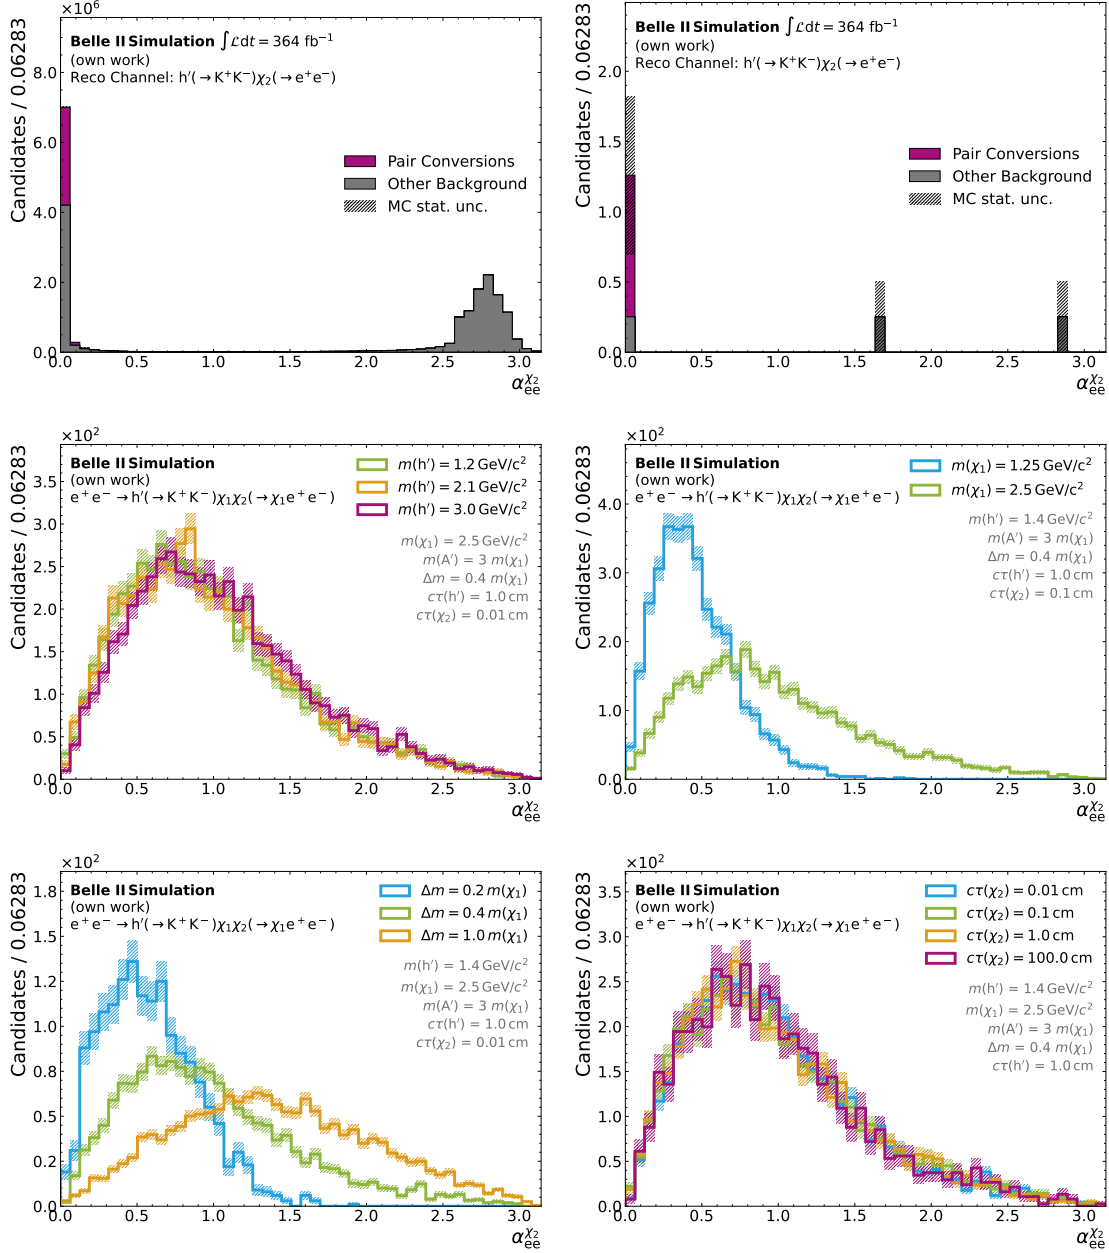 ×10⁶
Belle II Simulation ∫ℒdt = 364 fb⁻¹
(own work)
Reco Channel: h′(→K⁺K⁻)χ₂(→e⁺e⁻)
Pair Conversions
Other Background
MC stat. unc.
Candidates / 0.06283
8.0
6.0
4.0
2.0
0.0
0.0 0.5 1.0 1.5 2.0 2.5 3.0
α_ee^χ₂
Belle II Simulation ∫ℒdt = 364 fb⁻¹
(own work)
Reco Channel: h′(→K⁺K⁻)χ₂(→e⁺e⁻)
Pair Conversions
Other Background
MC stat. unc.
Candidates / 0.06283
2.0
1.5
1.0
0.5
0.0
0.0 0.5 1.0 1.5 2.0 2.5 3.0
α_ee^χ₂
×10²
Belle II Simulation
(own work)
e⁺e⁻→h′(→K⁺K⁻)χ₁χ₂(→χ₁e⁺e⁻)
m(h′) = 1.2 GeV/c²
m(h′) = 2.1 GeV/c²
m(h′) = 3.0 GeV/c²
m(χ₁) = 2.5 GeV/c²
m(A′) = 3 m(χ₁)
Δm = 0.4 m(χ₁)
cτ(h′) = 1.0 cm
cτ(χ₂) = 0.01 cm
Candidates / 0.06283
3.5
3.0
2.5
2.0
1.5
1.0
0.5
0.0
0.0 0.5 1.0 1.5 2.0 2.5 3.0
α_ee^χ₂
×10²
Belle II Simulation
(own work)
e⁺e⁻→h′(→K⁺K⁻)χ₁χ₂(→χ₁e⁺e⁻)
m(χ₁) = 1.25 GeV/c²
m(χ₁) = 2.5 GeV/c²
m(h′) = 1.4 GeV/c²
m(A′) = 3 m(χ₁)
Δm = 0.4 m(χ₁)
cτ(h′) = 1.0 cm
cτ(χ₂) = 0.1 cm
Candidates / 0.06283
4.0
3.0
2.0
1.0
0.0
0.0 0.5 1.0 1.5 2.0 2.5 3.0
α_ee^χ₂
×10²
Belle II Simulation
(own work)
e⁺e⁻→h′(→K⁺K⁻)χ₁χ₂(→χ₁e⁺e⁻)
Δm = 0.2 m(χ₁)
Δm = 0.4 m(χ₁)
Δm = 1.0 m(χ₁)
m(h′) = 1.4 GeV/c²
m(χ₁) = 2.5 GeV/c²
m(A′) = 3 m(χ₁)
cτ(h′) = 1.0 cm
cτ(χ₂) = 0.01 cm
Candidates / 0.06283
1.8
1.5
1.2
1.0
0.8
0.5
0.2
0.0
0.0 0.5 1.0 1.5 2.0 2.5 3.0
α_ee^χ₂
×10²
Belle II Simulation
(own work)
e⁺e⁻→h′(→K⁺K⁻)χ₁χ₂(→χ₁e⁺e⁻)
cτ(χ₂) = 0.01 cm
cτ(χ₂) = 0.1 cm
cτ(χ₂) = 1.0 cm
cτ(χ₂) = 100.0 cm
m(h′) = 1.4 GeV/c²
m(χ₁) = 2.5 GeV/c²
m(A′) = 3 m(χ₁)
Δm = 0.4 m(χ₁)
cτ(h′) = 1.0 cm
Candidates / 0.06283
3.5
3.0
2.5
2.0
1.5
1.0
0.5
0.0
0.0 0.5 1.0 1.5 2.0 2.5 3.0
α_ee^χ₂